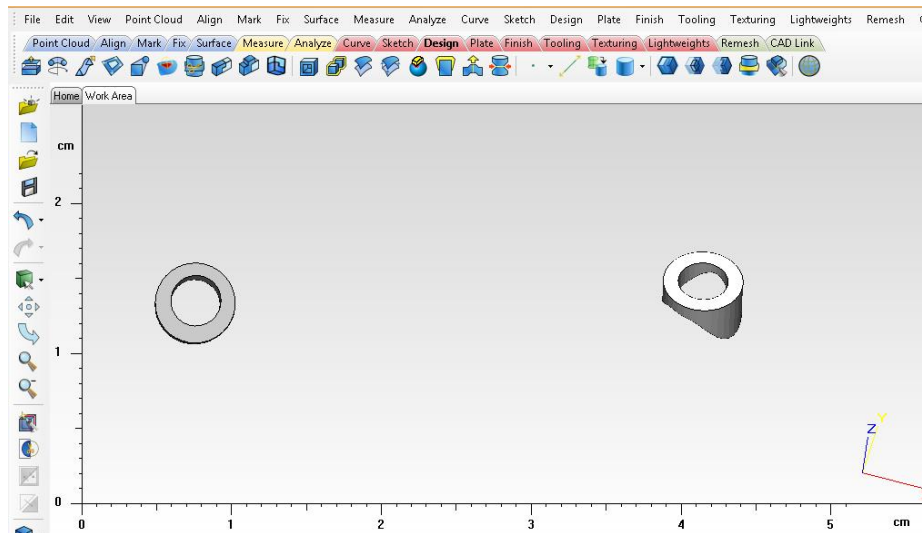 File Edit View Point Cloud Align Mark Fix Surface Measure Analyze Curve Sketch Design Plate Finish Tooling Texturing Lightweights Remesh
Point Cloud Align Mark Fix Surface Measure Analyze Curve Sketch Design Plate Finish Tooling Texturing Lightweights Remesh CAD Link
Home Work Area
cm
2
1
Y
Z
0
0 1 2 3 4 5 cm